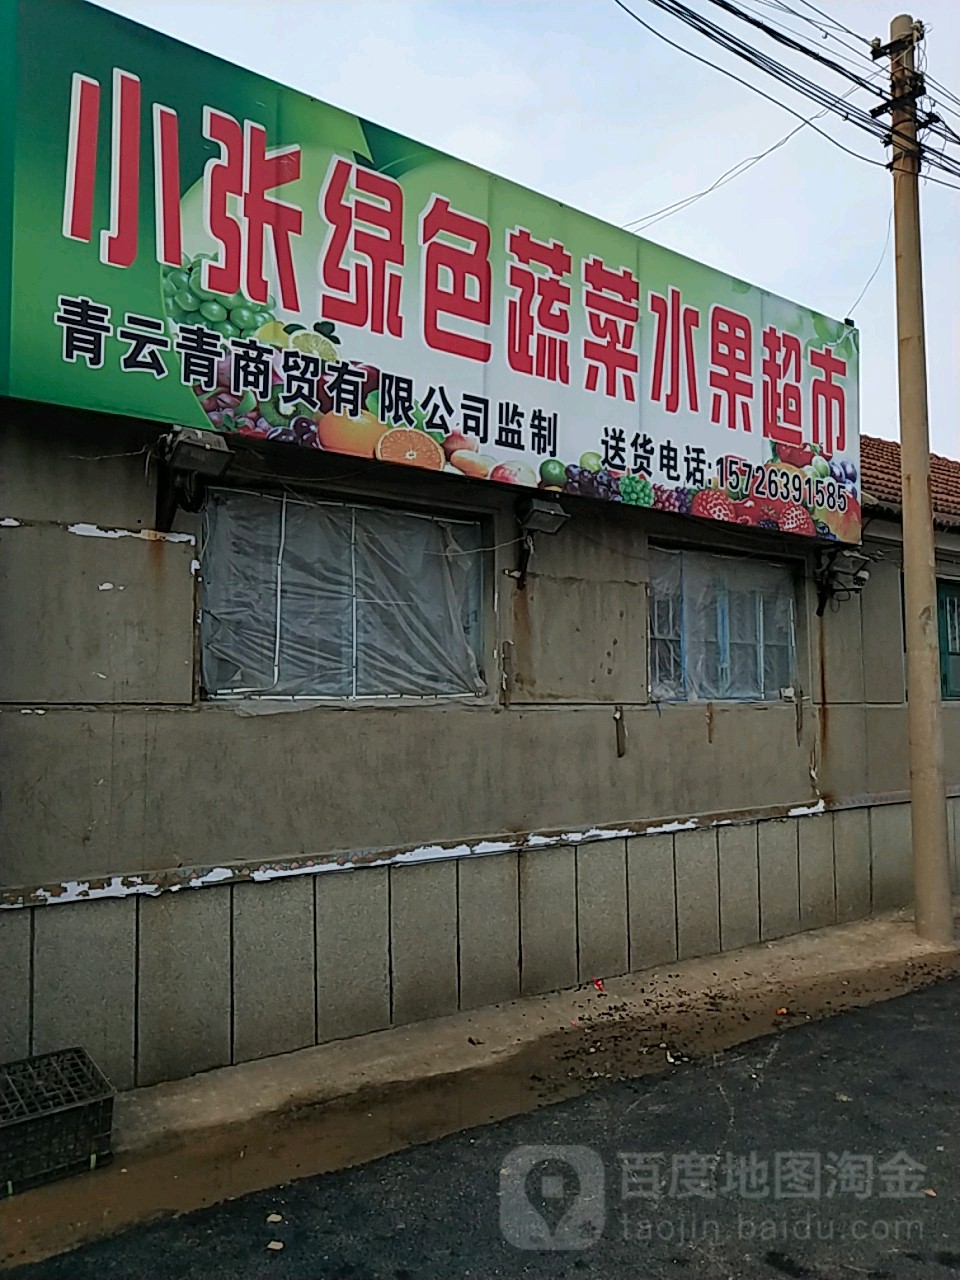 小张绿色蔬菜水果超市
青云青商贸有限公司监制 送货电话:15726391585
百度地图淘金
taojin.baidu.com